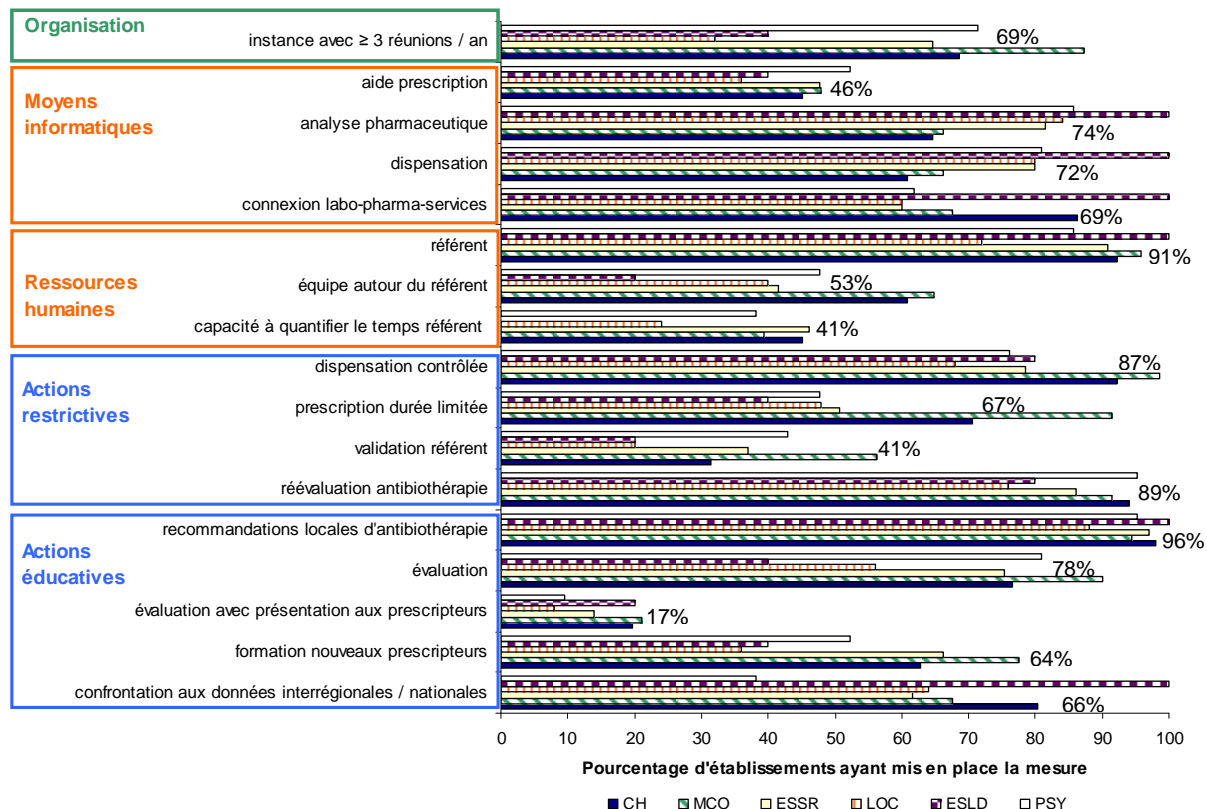 Organisation
instance avec ≥ 3 réunions / an
69%
Moyens
informatiques
aide prescription
46%
analyse pharmaceutique
74%
dispensation
72%
connexion labo-pharma-services
69%
Ressources
humaines
référent
91%
équipe autour du référent
53%
capacité à quantifier le temps référent
41%
Actions
restrictives
dispensation contrôlée
87%
prescription durée limitée
67%
validation référent
41%
réévaluation antibiothérapie
89%
Actions
éducatives
recommandations locales d'antibiothérapie
96%
évaluation
78%
évaluation avec présentation aux prescripteurs
17%
formation nouveaux prescripteurs
64%
confrontation aux données interrégionales / nationales
66%
0 10 20 30 40 50 60 70 80 90 100
Pourcentage d'établissements ayant mis en place la mesure
CH MCO ESSR LOC ESLD PSY